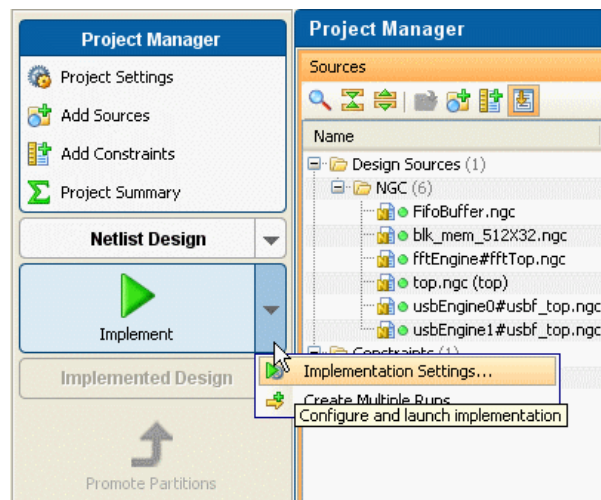 Project Manager
Project Settings
Add Sources
Add Constraints
Project Summary
Netlist Design
Implement
Implemented Design
Promote Partitions
Project Manager
Sources
Name
Design Sources (1)
NGC (6)
FifoBuffer.ngc
blk_mem_512X32.ngc
fftEngine#fftTop.ngc
top.ngc (top)
usbEngine0#usbf_top.ngc
usbEngine1#usbf_top.ngc
Constraints (1)
Implementation Settings...
Create Multiple Runs
Configure and launch implementation